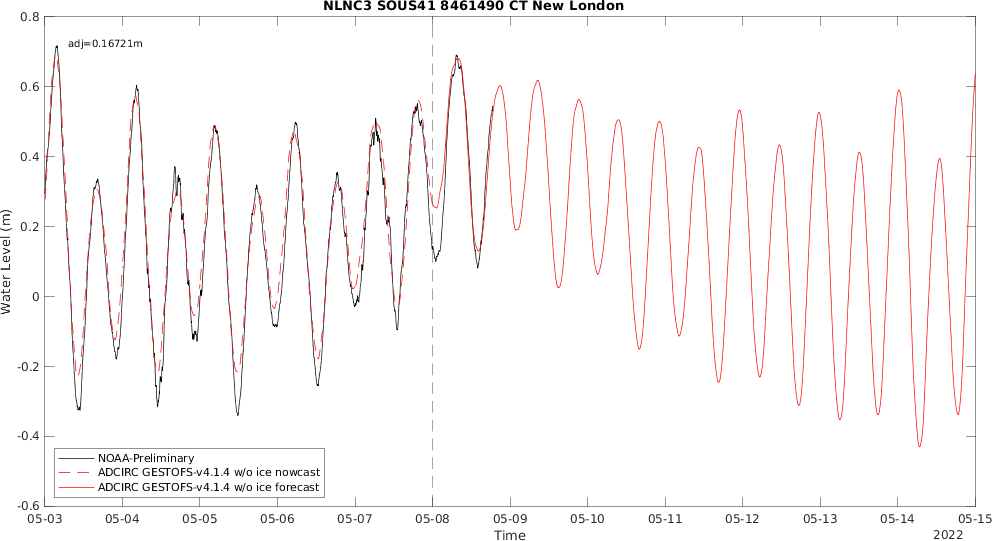 NLNC3 SOUS41 8461490 CT New London
adj=0.16721m
Water Level (m)
0.8
0.6
0.4
0.2
0
-0.2
-0.4
-0.6
NOAA-Preliminary
ADCIRC GESTOFS-v4.1.4 w/o ice nowcast
ADCIRC GESTOFS-v4.1.4 w/o ice forecast
05-03 05-04 05-05 05-06 05-07 05-08 05-09 05-10 05-11 05-12 05-13 05-14 05-15
Time
2022